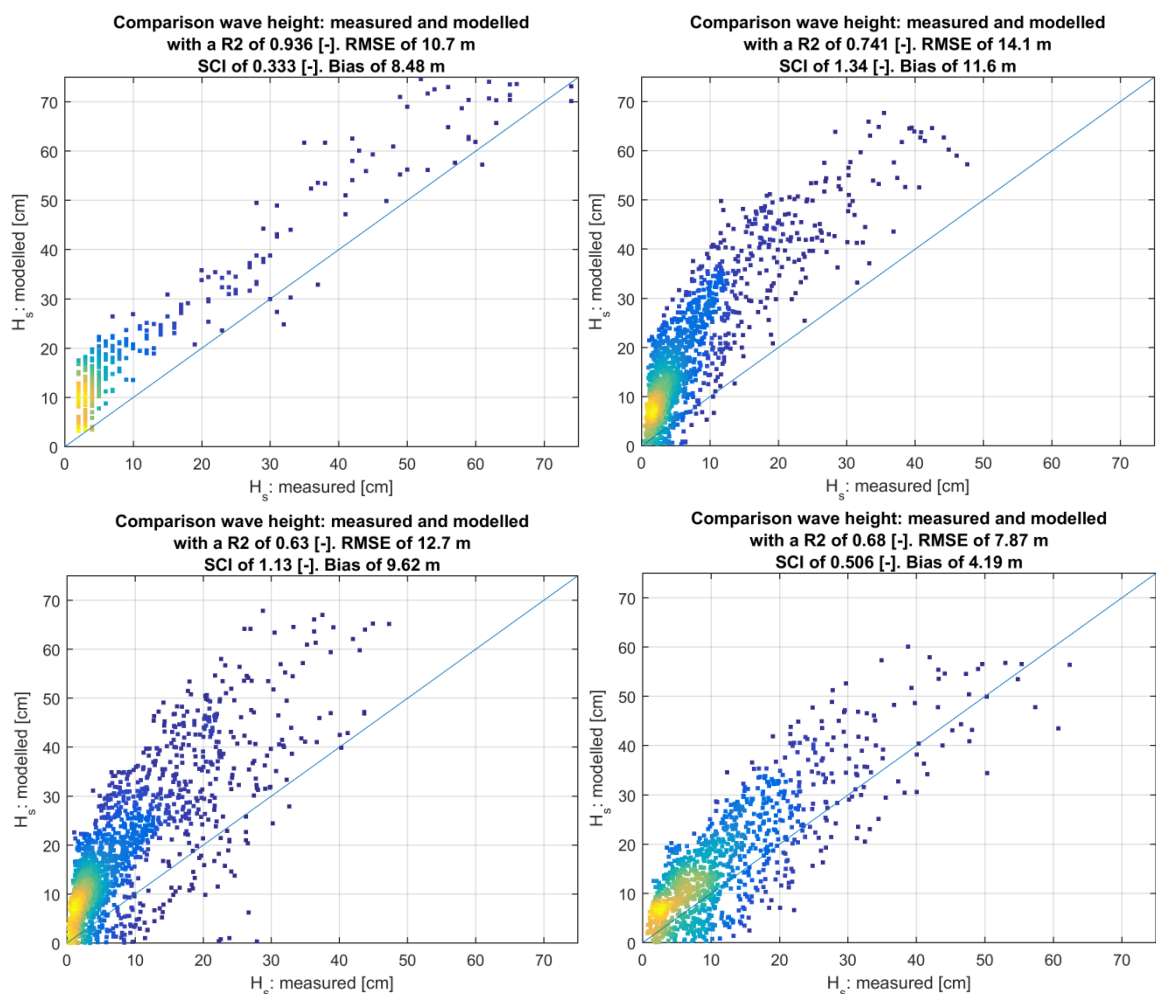 Comparison wave height: measured and modelled
with a R2 of 0.936 [-]. RMSE of 10.7 m
SCI of 0.333 [-]. Bias of 8.48 m
70
60
50
40
30
20
10
0
H_s: modelled [cm]
0 10 20 30 40 50 60 70
H_s: measured [cm]
Comparison wave height: measured and modelled
with a R2 of 0.741 [-]. RMSE of 14.1 m
SCI of 1.34 [-]. Bias of 11.6 m
70
60
50
40
30
20
10
0
H_s: modelled [cm]
0 10 20 30 40 50 60 70
H_s: measured [cm]
Comparison wave height: measured and modelled
with a R2 of 0.63 [-]. RMSE of 12.7 m
SCI of 1.13 [-]. Bias of 9.62 m
70
60
50
40
30
20
10
0
H_s: modelled [cm]
0 10 20 30 40 50 60 70
H_s: measured [cm]
Comparison wave height: measured and modelled
with a R2 of 0.68 [-]. RMSE of 7.87 m
SCI of 0.506 [-]. Bias of 4.19 m
70
60
50
40
30
20
10
0
H_s: modelled [cm]
0 10 20 30 40 50 60 70
H_s: measured [cm]